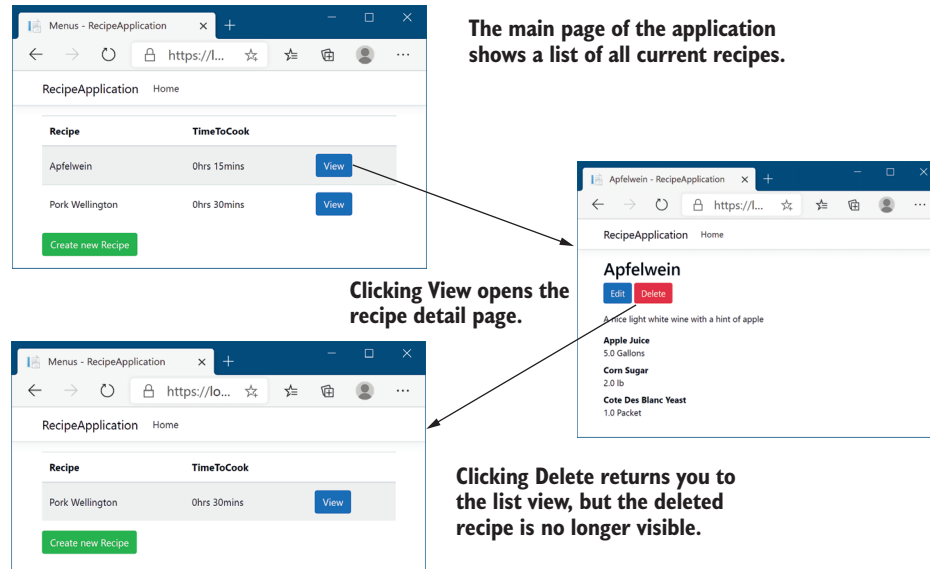 Menus - RecipeApplication
https://l...
RecipeApplication Home
Recipe TimeToCook
Apfelwein 0hrs 15mins View
Pork Wellington 0hrs 30mins View
Create new Recipe
The main page of the application
shows a list of all current recipes.
Clicking View opens the
recipe detail page.
Apfelwein - RecipeApplication
https://l...
RecipeApplication Home
Apfelwein
Edit Delete
A nice light white wine with a hint of apple
Apple Juice
5.0 Gallons
Corn Sugar
2.0 lb
Cote Des Blanc Yeast
1.0 Packet
Menus - RecipeApplication
https://lo...
RecipeApplication Home
Recipe TimeToCook
Pork Wellington 0hrs 30mins View
Create new Recipe
Clicking Delete returns you to
the list view, but the deleted
recipe is no longer visible.